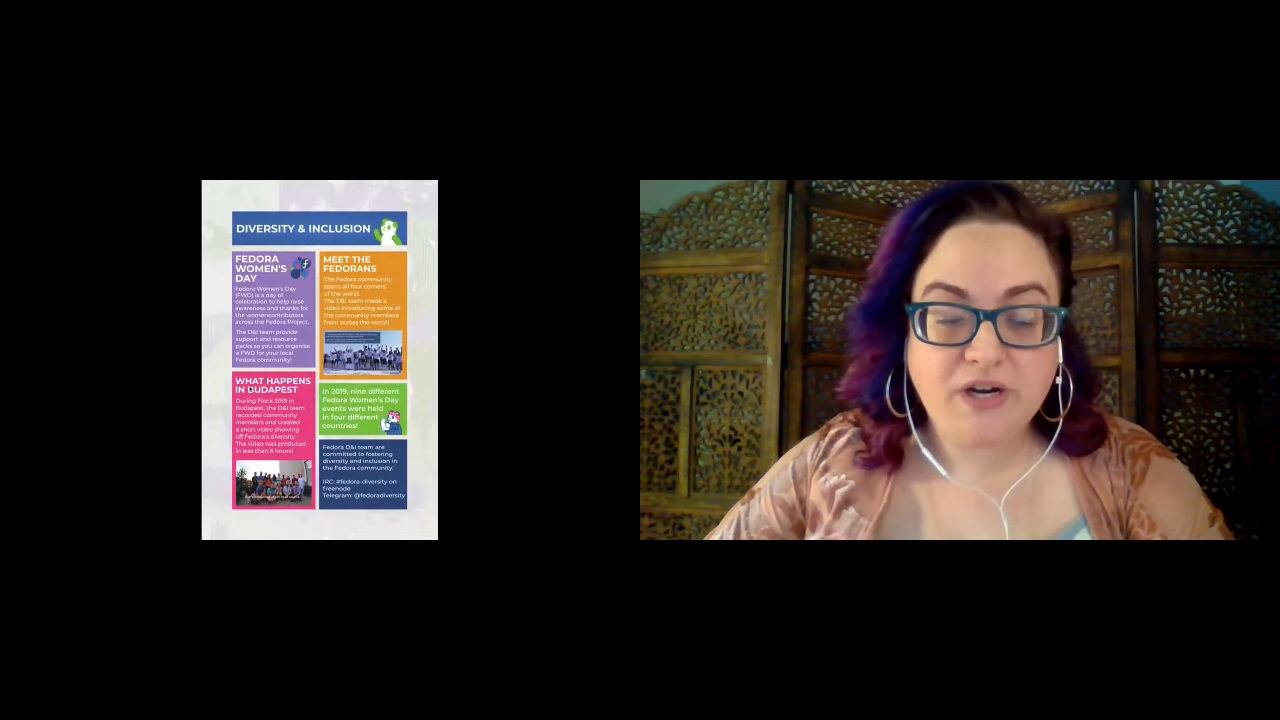 DIVERSITY & INCLUSION
FEDORA
WOMEN'S
DAY
Fedora Women's Day
(FWD) is a day of
celebration to help raise
awareness and thanks for
the womencontributors
across the Fedora Project.
The D&I team provide
support and resource
packs so you can organise
a FWD for your local
Fedora community!
MEET THE
FEDORANS
The Fedora community
spans all four corners
of the world.
The D&I team made a
video introducing some of
the community members
from across the world!
WHAT HAPPENS
IN BUDAPEST
During Flock 2019 in
Budapest, the D&I team
recorded community
members and created
a short video showing
off Fedora's diversity.
The video was produced
in less than 6 hours!
In 2019, nine different
Fedora Women's Day
events were held
in four different
countries!
Fedora D&I team are
committed to fostering
diversity and inclusion in
the Fedora community.
IRC: #fedora-diversity on
freenode
Telegram: @fedoradiversity